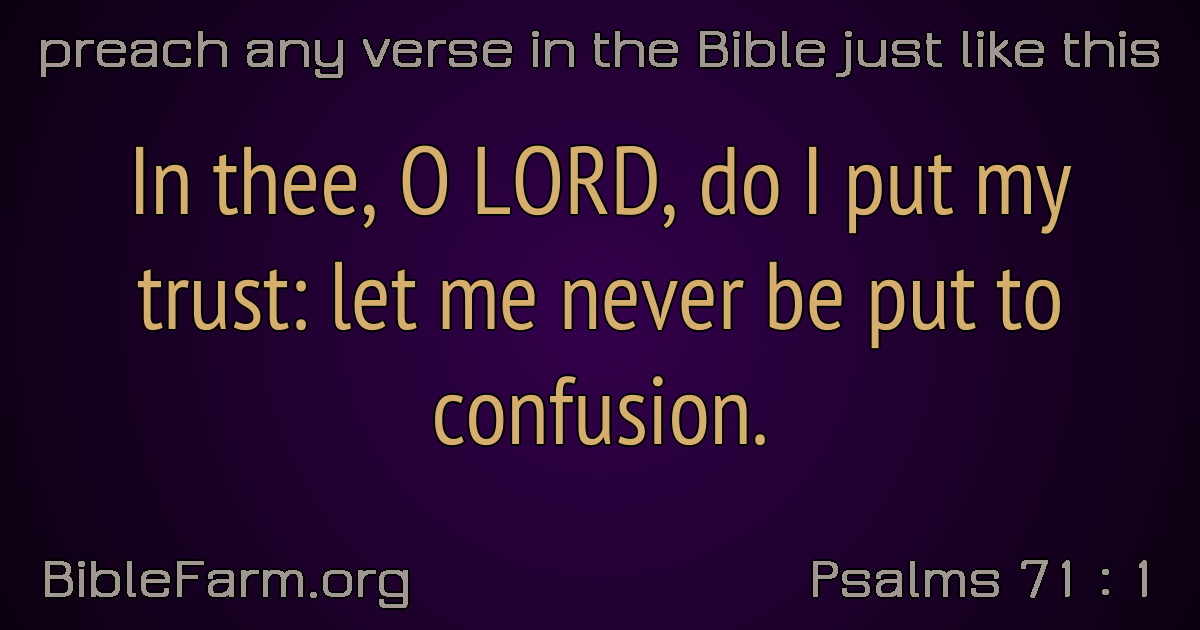 preach any verse in the Bible just like this
In thee, O LORD, do I put my
trust: let me never be put to
confusion.
BibleFarm.org
Psalms 71 : 1